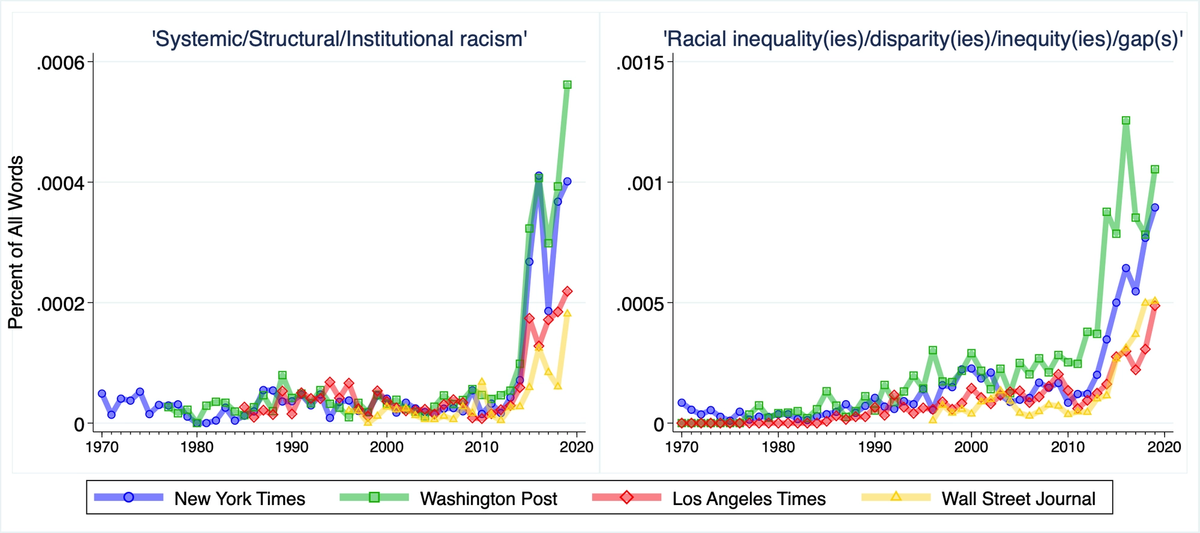 'Systemic/Structural/Institutional racism'
'Racial inequality(ies)/disparity(ies)/inequity(ies)/gap(s)'
Percent of All Words
.0006
.0004
.0002
0
1970 1980 1990 2000 2010 2020
.0015
.001
.0005
0
1970 1980 1990 2000 2010 2020
New York Times Washington Post Los Angeles Times Wall Street Journal